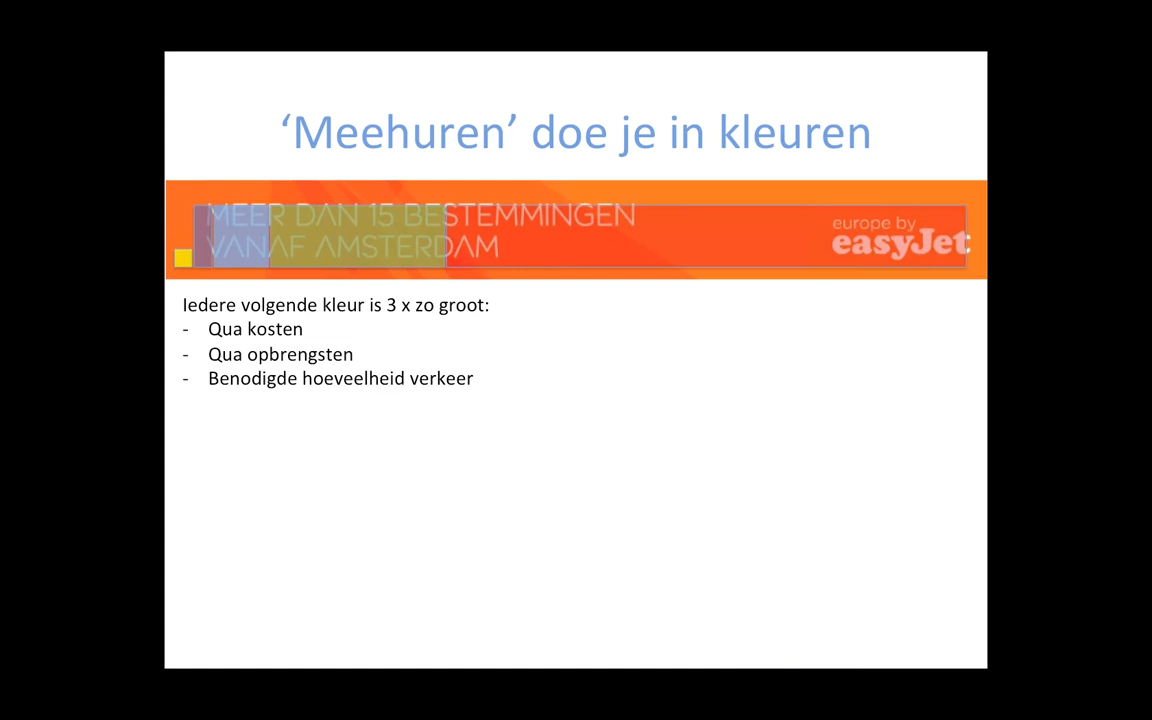 ‘Meehuren’ doe je in kleuren
MEER DAN 15 BESTEMMINGEN
VANAF AMSTERDAM
europe by
easyJet
Iedere volgende kleur is 3 x zo groot:
- Qua kosten
- Qua opbrengsten
- Benodigde hoeveelheid verkeer